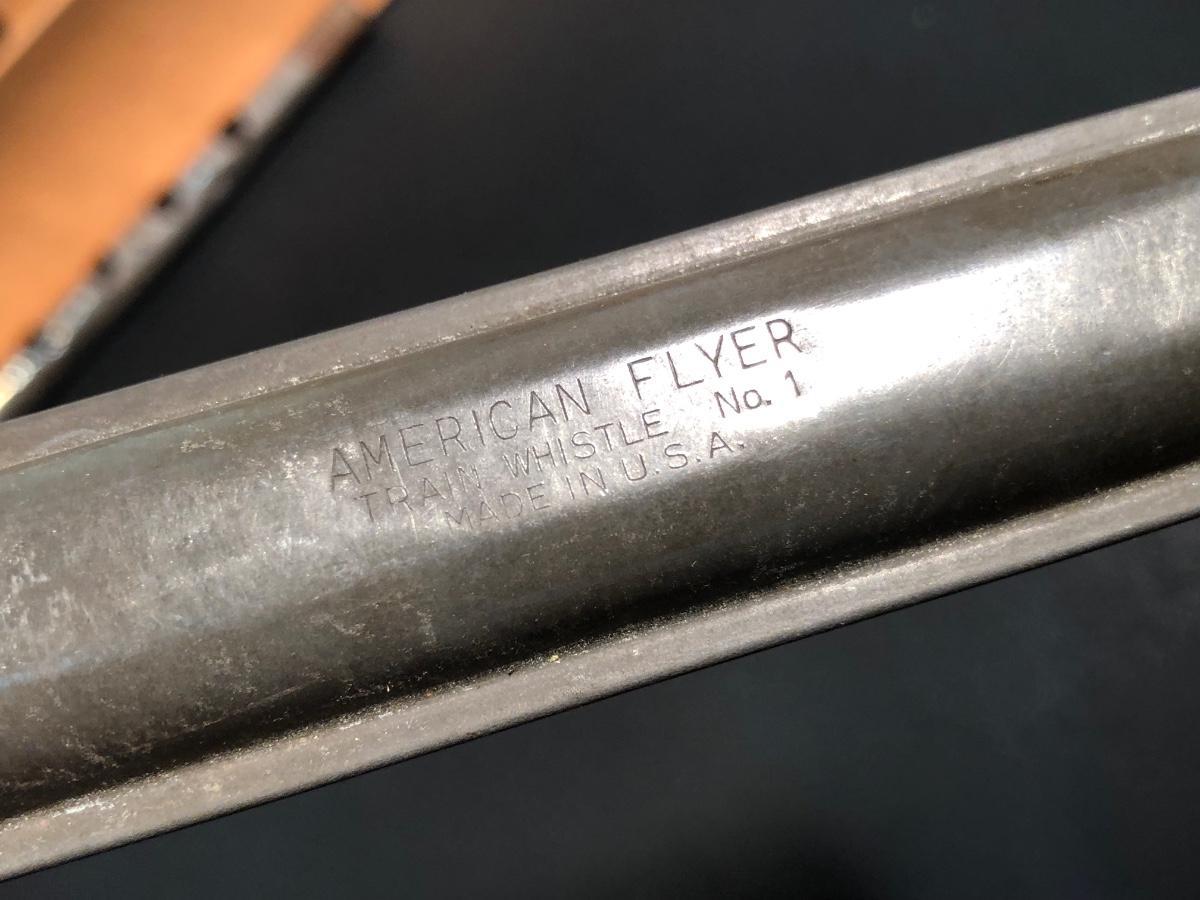 AMERICAN FLYER
TRAIN WHISTLE No. 1
MADE IN U.S.A.